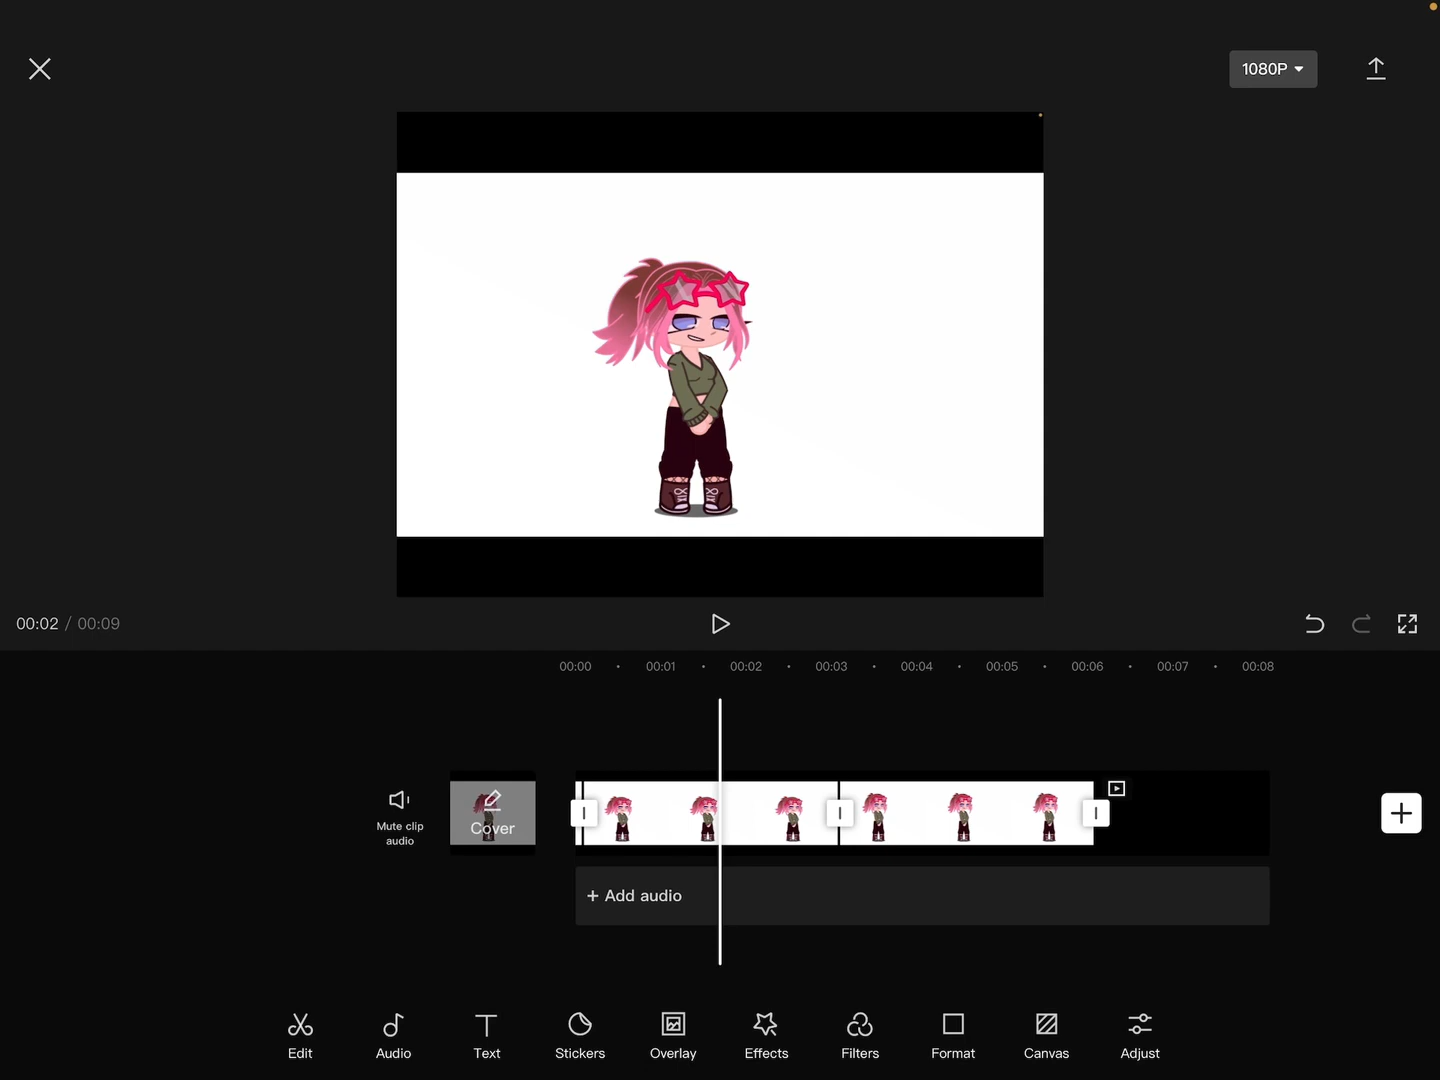 1080P
00:02 / 00:09
00:00 00:01 00:02 00:03 00:04 00:05 00:06 00:07 00:08
Mute clip
audio
Cover
+ Add audio
Edit Audio Text Stickers Overlay Effects Filters Format Canvas Adjust